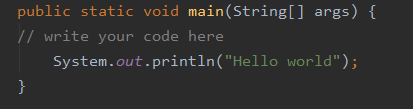 public static void main(String[] args) {
// write your code here
    System.out.println("Hello world");
}